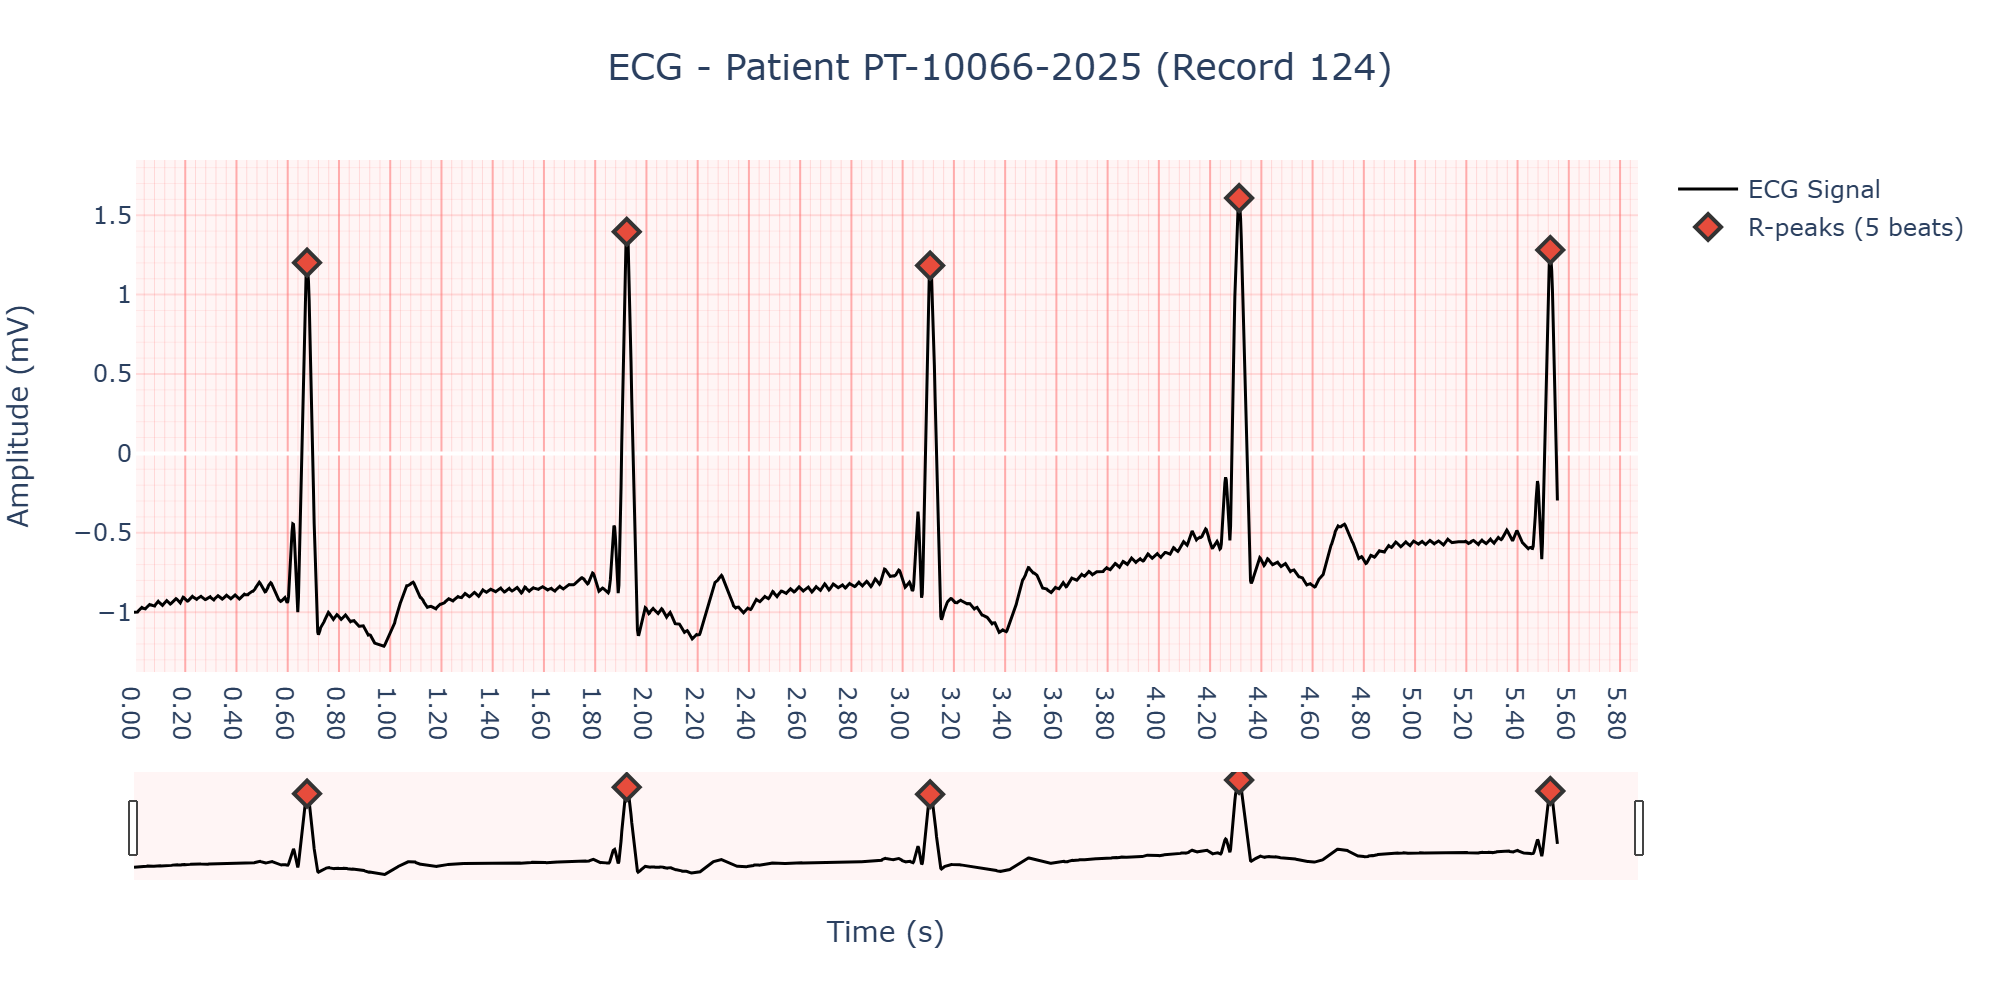 ECG - Patient PT-10066-2025 (Record 124)
ECG Signal
R-peaks (5 beats)
Amplitude (mV)
1.5
1
0.5
0
−0.5
−1
0.00 0.20 0.40 0.60 0.80 1.00 1.20 1.40 1.60 1.80 2.00 2.20 2.40 2.60 2.80 3.00 3.20 3.40 3.60 3.80 4.00 4.20 4.40 4.60 4.80 5.00 5.20 5.40 5.60 5.80
Time (s)